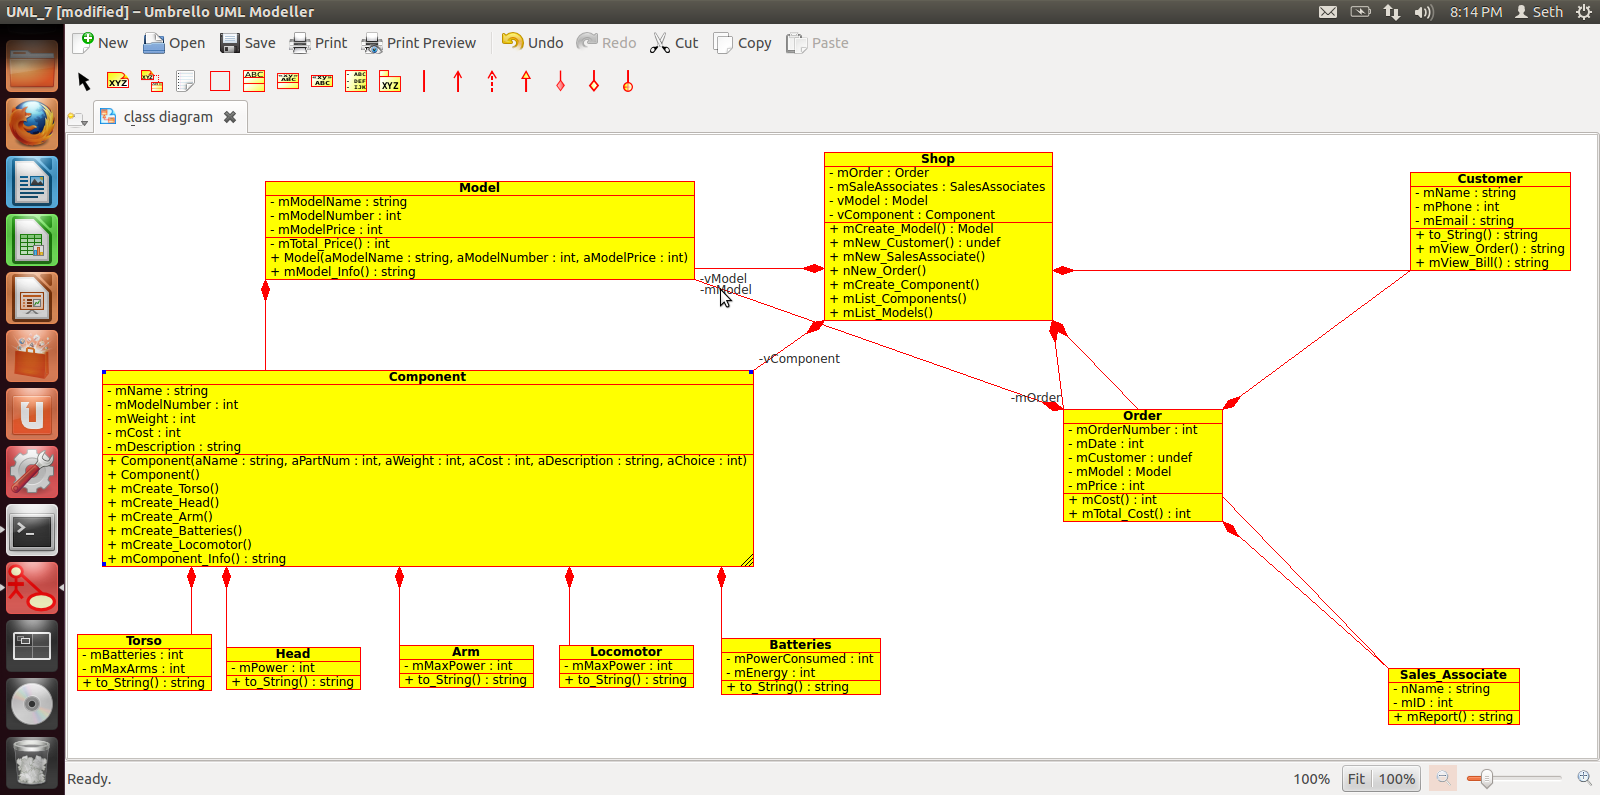 UML_7 [modified] – Umbrello UML Modeller
8:14 PM
Seth
New
Open
Save
Print
Print Preview
Undo
Redo
Cut
Copy
Paste
class diagram
Shop
- mOrder : Order
- mSaleAssociates : SalesAssociates
- vModel : Model
- vComponent : Component
+ mCreate_Model() : Model
+ mNew_Customer() : undef
+ mNew_SalesAssociate()
+ nNew_Order()
+ mCreate_Component()
+ mList_Components()
+ mList_Models()
Customer
- mName : string
- mPhone : int
- mEmail : string
+ to_String() : string
+ mView_Order() : string
+ mView_Bill() : string
Model
- mModelName : string
- mModelNumber : int
- mModelPrice : int
- mTotal_Price() : int
+ Model(aModelName : string, aModelNumber : int, aModelPrice : int)
+ mModel_Info() : string
-vModel
-mModel
-vComponent
-mOrder
Component
- mName : string
- mModelNumber : int
- mWeight : int
- mCost : int
- mDescription : string
+ Component(aName : string, aPartNum : int, aWeight : int, aCost : int, aDescription : string, aChoice : int)
+ Component()
+ mCreate_Torso()
+ mCreate_Head()
+ mCreate_Arm()
+ mCreate_Batteries()
+ mCreate_Locomotor()
+ mComponent_Info() : string
Order
- mOrderNumber : int
- mDate : int
- mCustomer : undef
- mModel : Model
- mPrice : int
+ mCost() : int
+ mTotal_Cost() : int
Torso
- mBatteries : int
- mMaxArms : int
+ to_String() : string
Head
- mPower : int
+ to_String() : string
Arm
- mMaxPower : int
+ to_String() : string
Locomotor
- mMaxPower : int
+ to_String() : string
Batteries
- mPowerConsumed : int
- mEnergy : int
+ to_String() : string
Sales_Associate
- nName : string
- mID : int
+ mReport() : string
Ready.
100%
Fit
100%